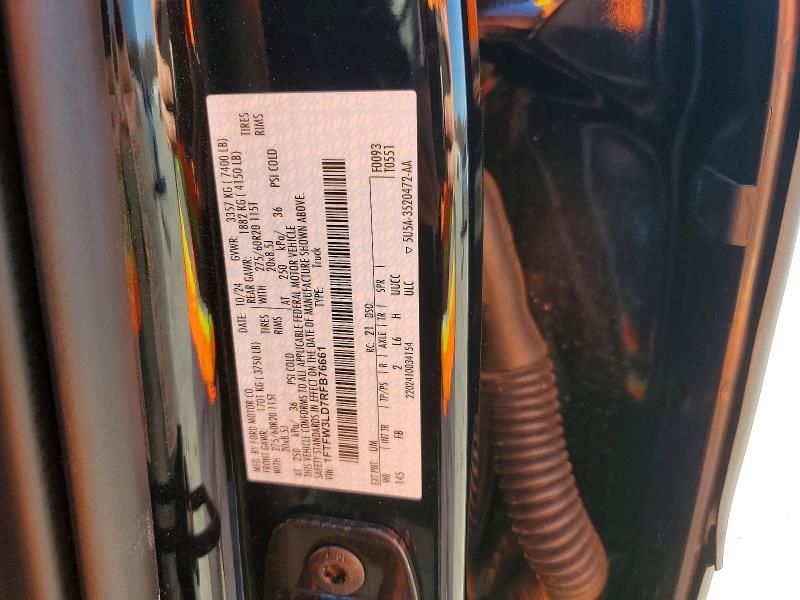 MFD. BY FORD MOTOR CO. DATE: 10/24 GVWR: 3357 KG ( 7400 LB)
FRONT GAWR: 1701 KG ( 3750 LB) REAR GAWR: 1882 KG ( 4150 LB)
WITH 275/60R20 115T TIRES WITH 275/60R20 115T TIRES
20x8.5J RIMS 20x8.5J RIMS
AT 250 kPa/ 36 PSI COLD AT 250 kPa/ 36 PSI COLD
THIS VEHICLE CONFORMS TO ALL APPLICABLE FEDERAL MOTOR VEHICLE
SAFETY STANDARDS IN EFFECT ON THE DATE OF MANUFACTURE SHOWN ABOVE.
VIN: 1FTFW3LD7RFB76661 TYPE: Truck
F0093
T0551
EXT PNT: UM RC: 21 DSO:
WB INT TR TP/PS R AXLE TR SPR
145 FB 2 L6 H UUCC
ULC
2202410034154 5U5A-3520472-AA